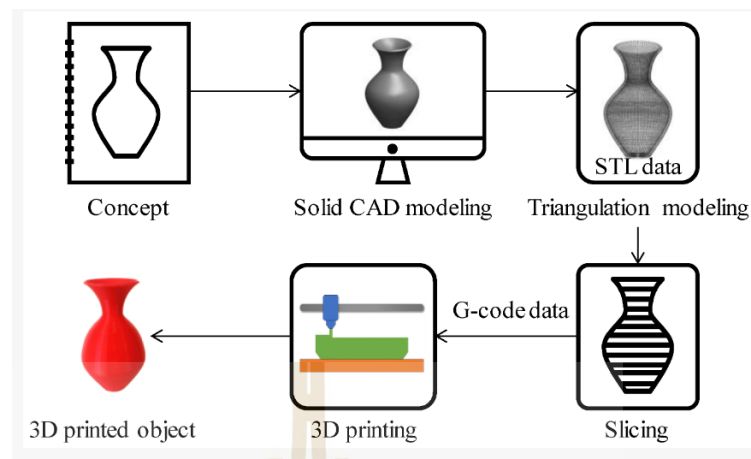 STL data
Concept
Solid CAD modeling
Triangulation modeling
G-code data
3D printed object
3D printing
Slicing